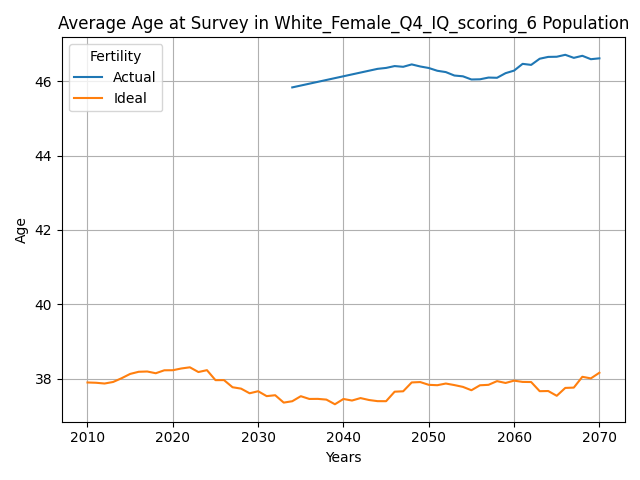 Average Age at Survey in White_Female_Q4_IQ_scoring_6 Population
Fertility
Actual
Ideal
46
44
42
40
38
Age
2010 2020 2030 2040 2050 2060 2070
Years